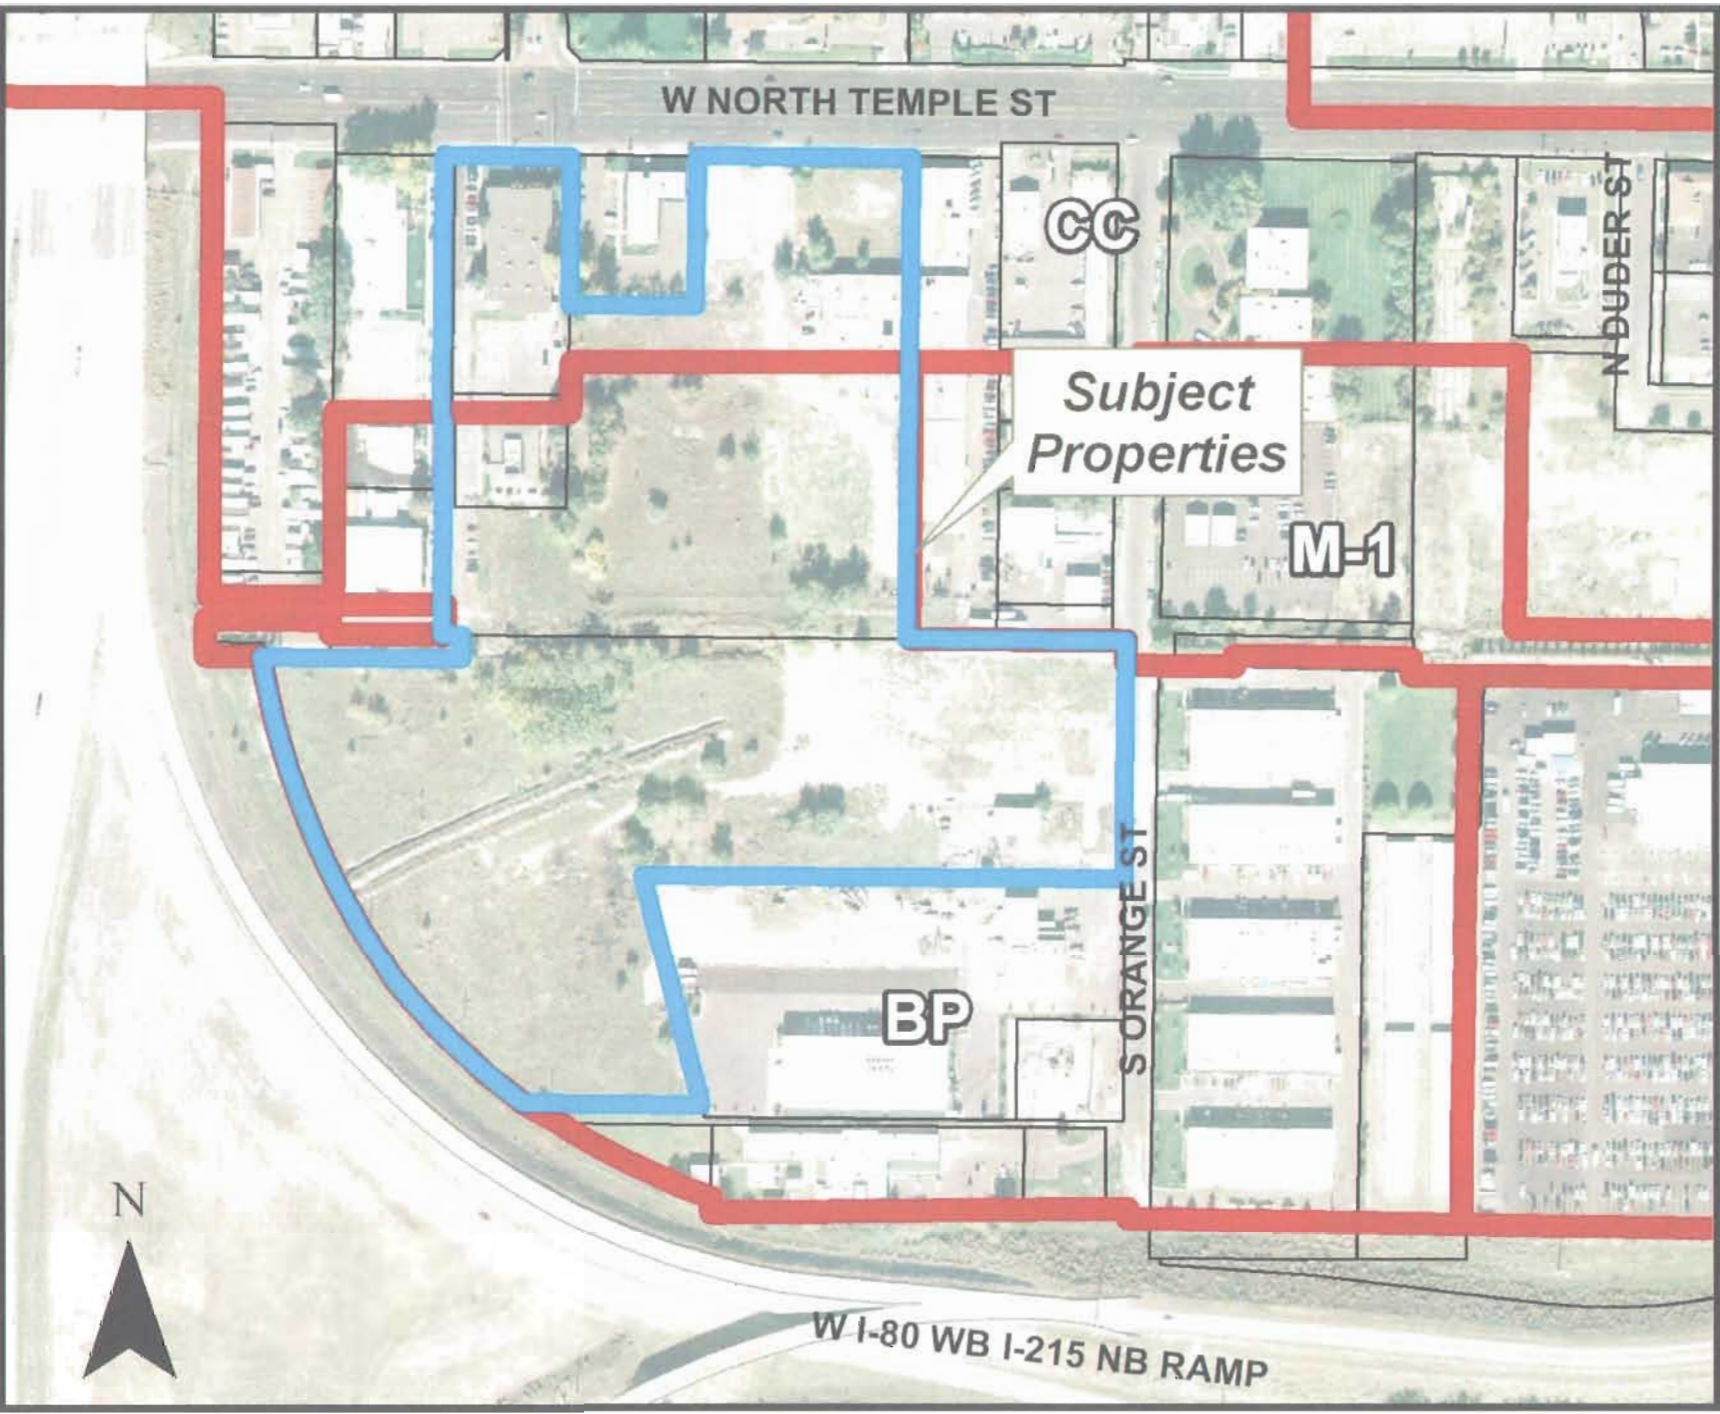 W NORTH TEMPLE ST
CC
N DUDER ST
Subject
Properties
M-1
S ORANGE ST
BP
N
W I-80 WB I-215 NB RAMP